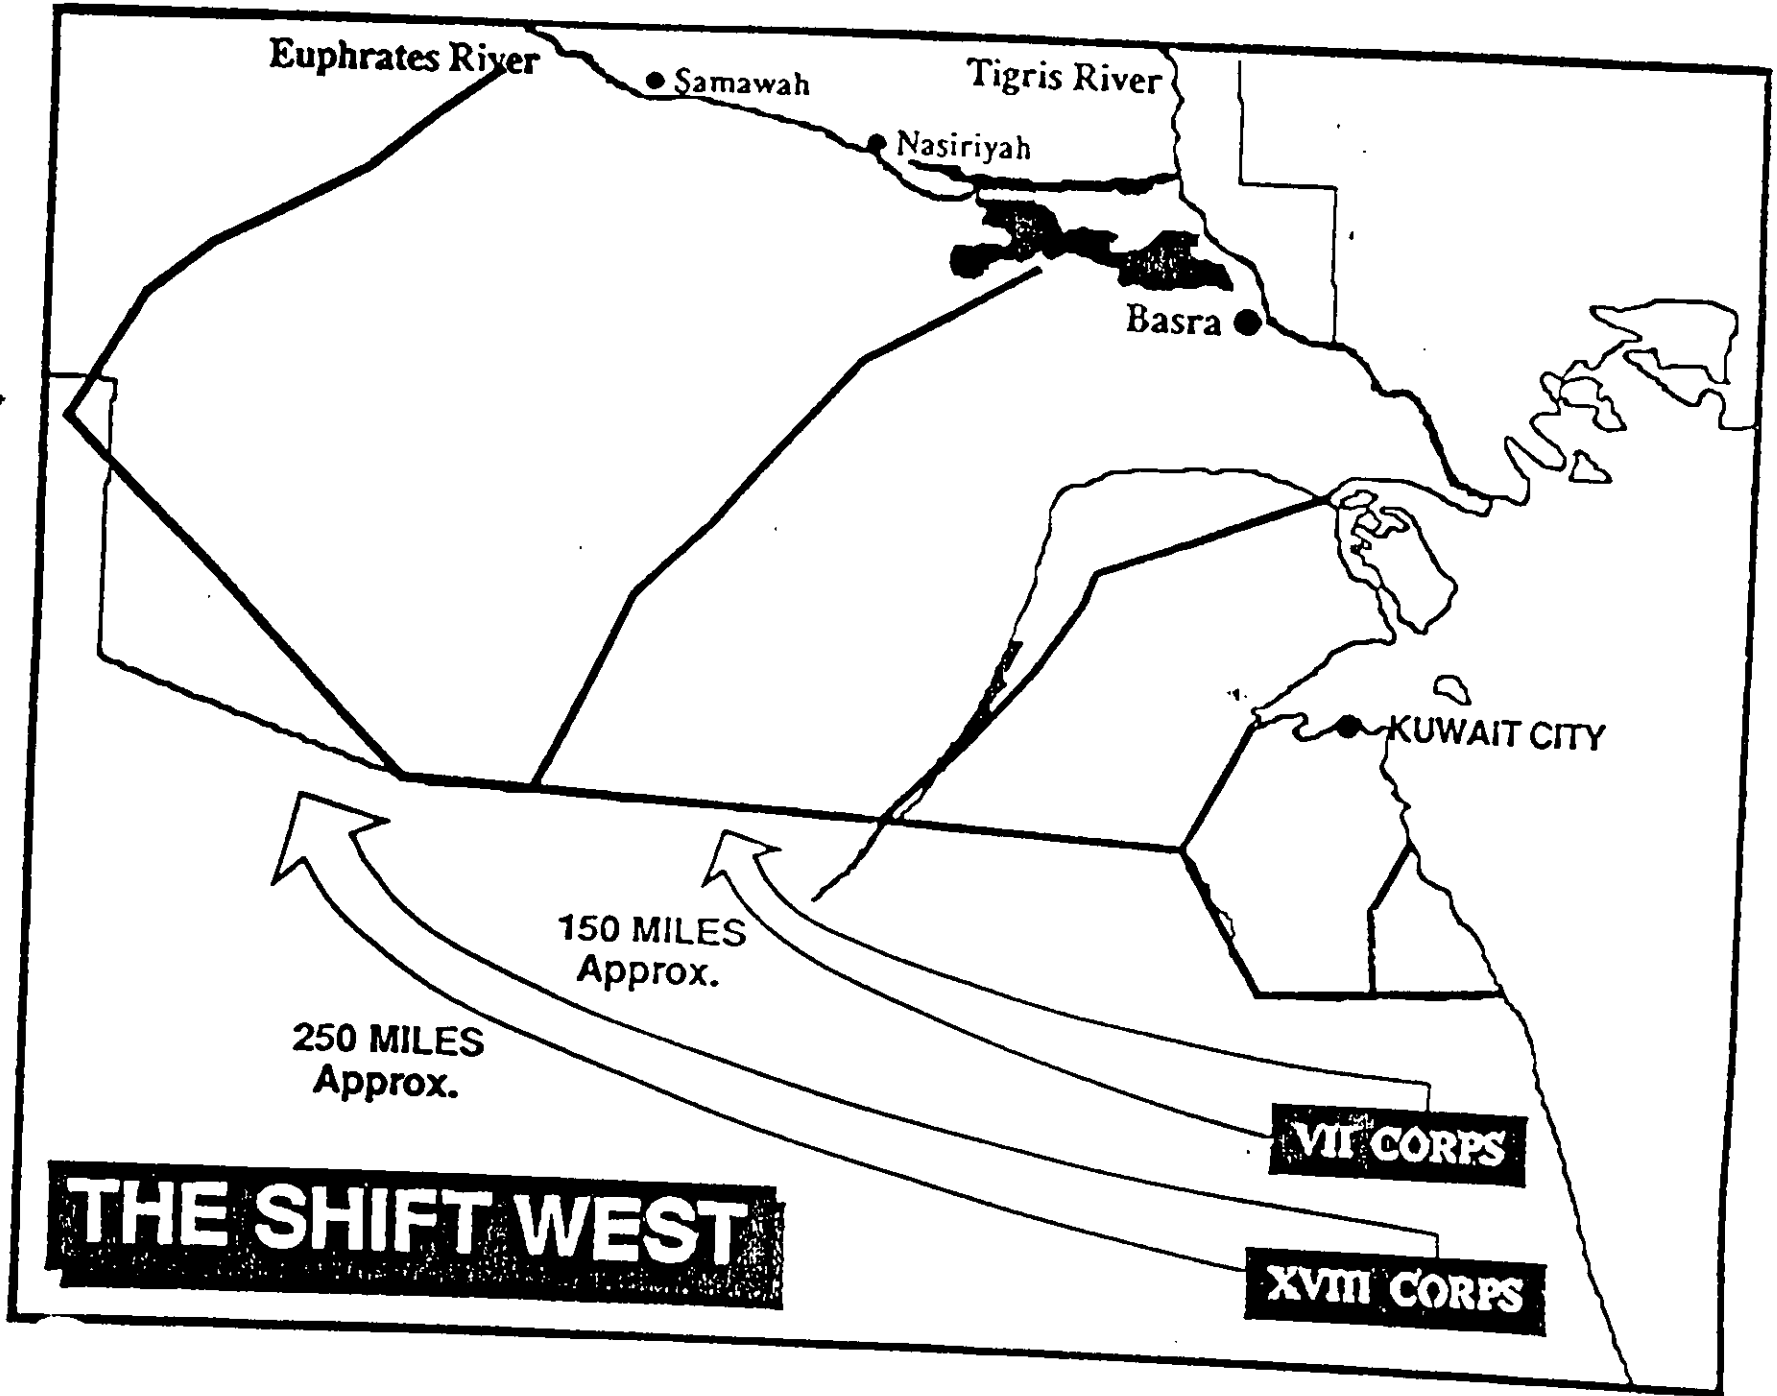 Euphrates River
Samawah
Tigris River
Nasiriyah
Basra
KUWAIT CITY
150 MILES
Approx.
250 MILES
Approx.
VII CORPS
THE SHIFT WEST
XVIII CORPS